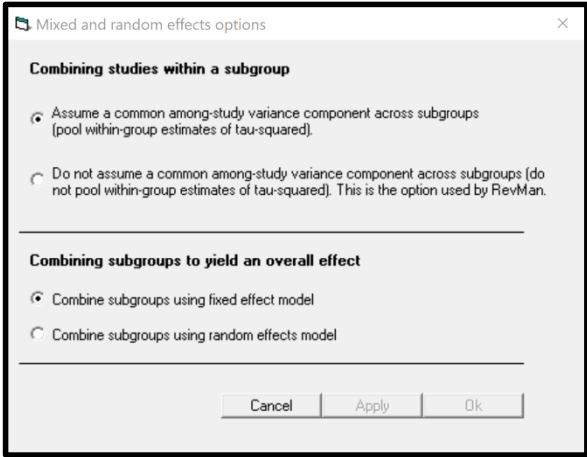 Mixed and random effects options
Combining studies within a subgroup
Assume a common among-study variance component across subgroups
(pool within-group estimates of tau-squared).
Do not assume a common among-study variance component across subgroups (do
not pool within-group estimates of tau-squared). This is the option used by RevMan.
Combining subgroups to yield an overall effect
Combine subgroups using fixed effect model
Combine subgroups using random effects model
Cancel Apply Ok